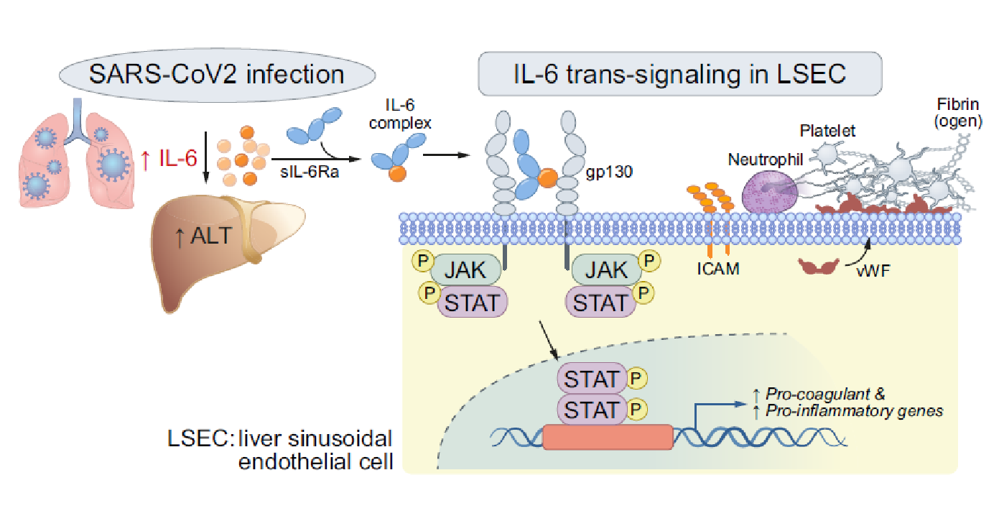 SARS-CoV2 infection
IL-6 trans-signaling in LSEC
↑ IL-6
sIL-6Ra
IL-6
complex
↑ ALT
gp130
Neutrophil
Platelet
Fibrin
(ogen)
P
JAK
P
STAT
JAK
P
STAT
P
ICAM
vWF
STAT
P
STAT
P
↑ Pro-coagulant &
↑ Pro-inflammatory genes
LSEC: liver sinusoidal
endothelial cell